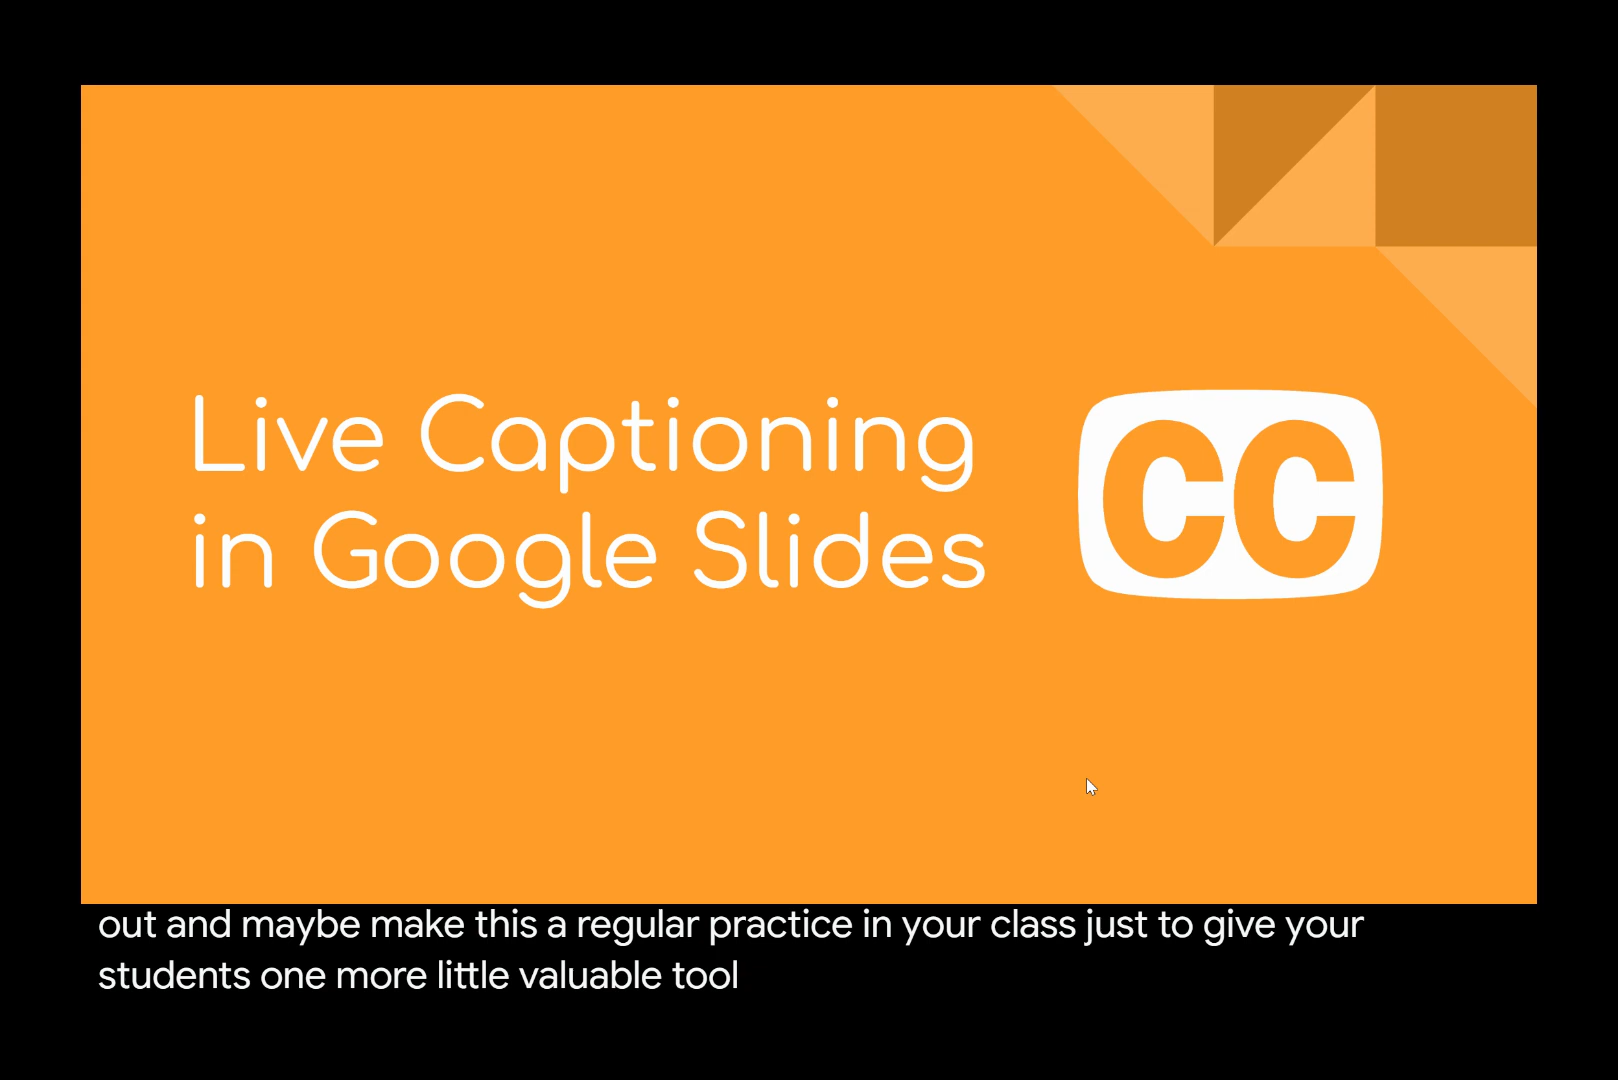 Live Captioning
in Google Slides
CC
out and maybe make this a regular practice in your class just to give your
students one more little valuable tool